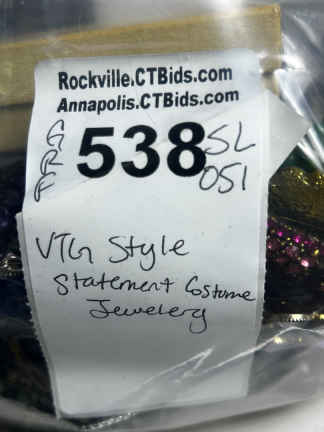 Rockville.CTBids.com
Annapolis.CTBids.com
GRF
538
SL
051
VTG Style
Statement Costume
Jewelery